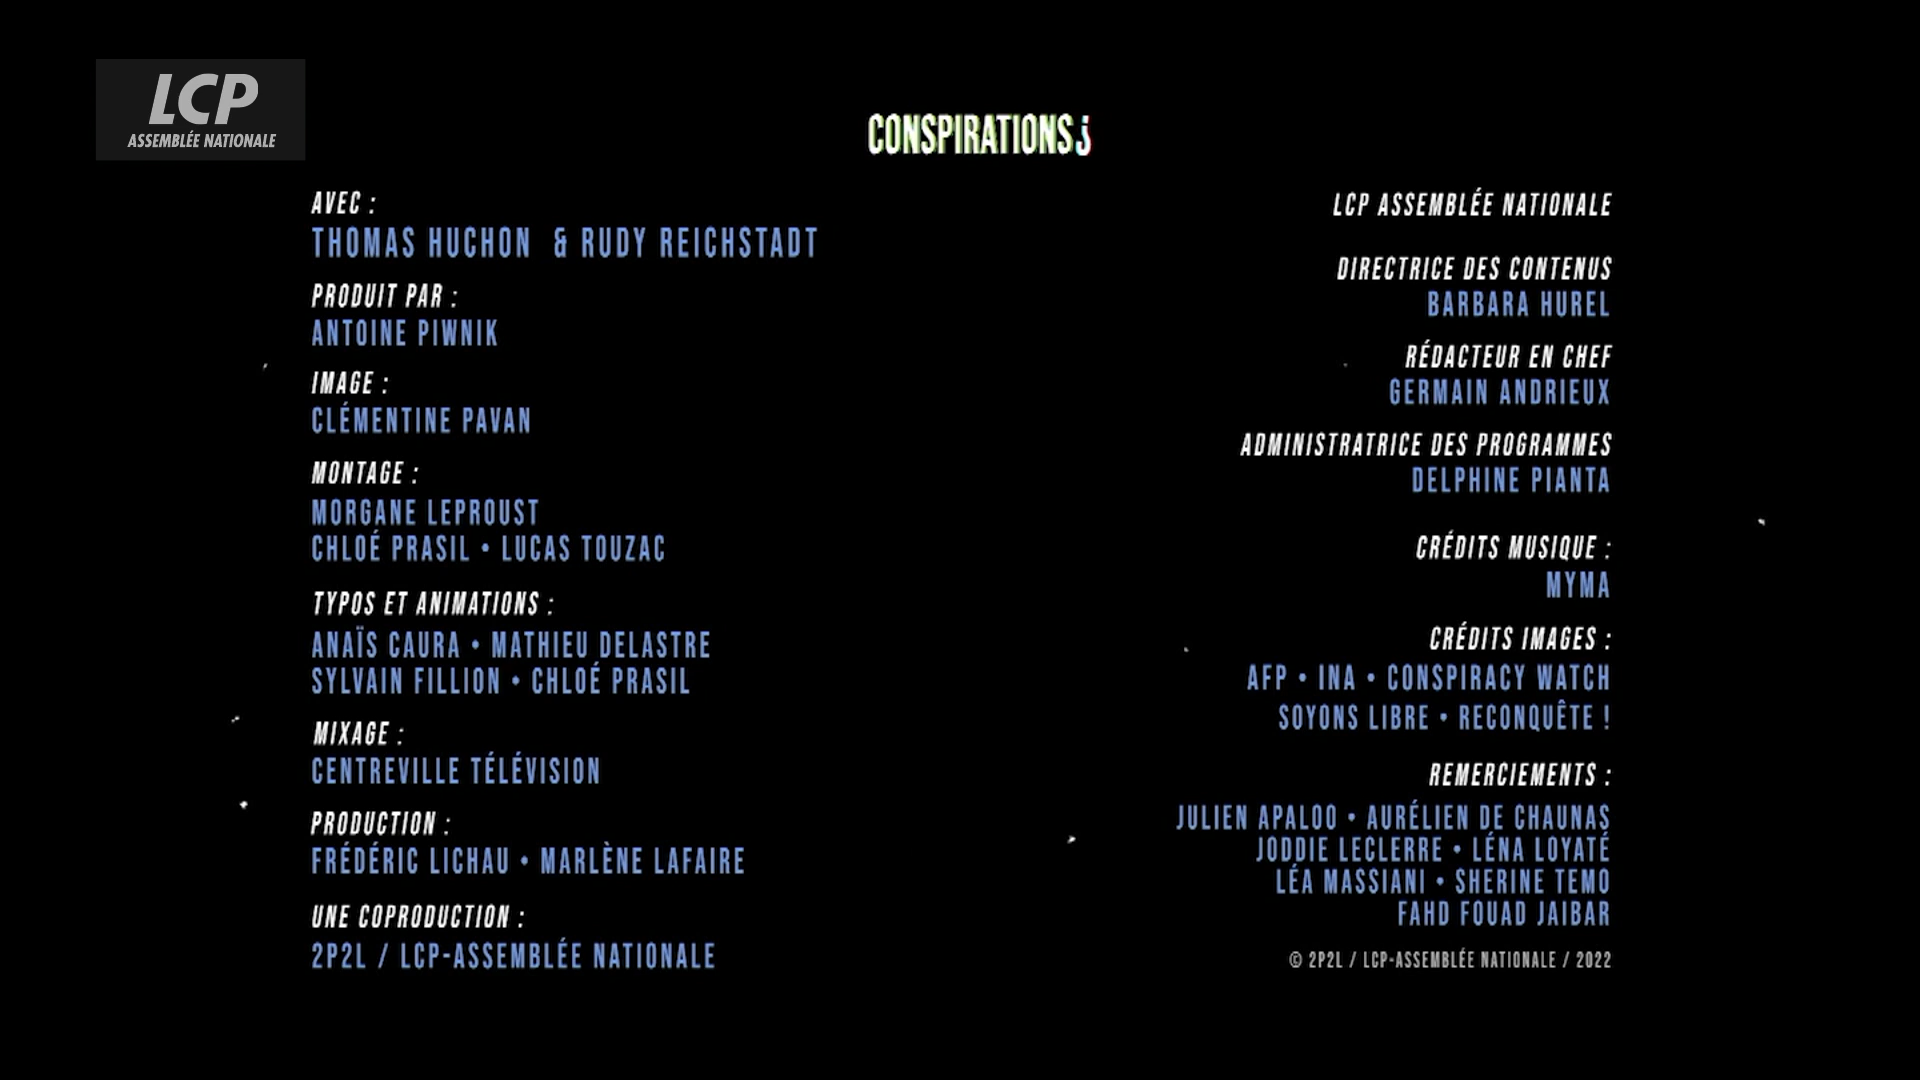 LCP
ASSEMBLÉE NATIONALE
CONSPIRATIONS¿
AVEC :
THOMAS HUCHON & RUDY REICHSTADT
PRODUIT PAR :
ANTOINE PIWNIK
IMAGE :
CLÉMENTINE PAVAN
MONTAGE :
MORGANE LEPROUST
CHLOÉ PRASIL • LUCAS TOUZAC
TYPOS ET ANIMATIONS :
ANAÏS CAURA • MATHIEU DELASTRE
SYLVAIN FILLION • CHLOÉ PRASIL
MIXAGE :
CENTREVILLE TÉLÉVISION
PRODUCTION :
FRÉDÉRIC LICHAU • MARLÈNE LAFAIRE
UNE COPRODUCTION :
2P2L / LCP-ASSEMBLÉE NATIONALE
LCP ASSEMBLÉE NATIONALE
DIRECTRICE DES CONTENUS
BARBARA HUREL
RÉDACTEUR EN CHEF
GERMAIN ANDRIEUX
ADMINISTRATRICE DES PROGRAMMES
DELPHINE PIANTA
CRÉDITS MUSIQUE :
MYMA
CRÉDITS IMAGES :
AFP • INA • CONSPIRACY WATCH
SOYONS LIBRE • RECONQUÊTE !
REMERCIEMENTS :
JULIEN APALOO • AURÉLIEN DE CHAUNAS
JODDIE LECLERRE • LÉNA LOYATÉ
LÉA MASSIANI • SHERINE TEMO
FAHD FOUAD JAIBAR
© 2P2L / LCP-ASSEMBLÉE NATIONALE / 2022